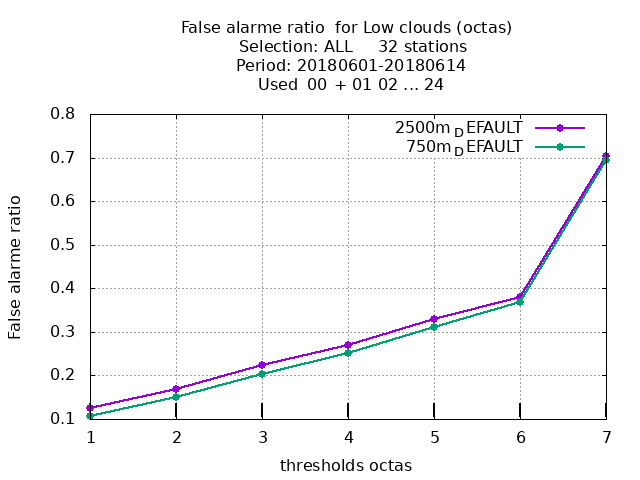 False alarme ratio  for Low clouds (octas)
Selection: ALL     32 stations
Period: 20180601-20180614
Used  00  + 01 02 ... 24
2500m_DEFAULT
750m_DEFAULT
0.8
0.7
0.6
0.5
0.4
0.3
0.2
0.1
False alarme ratio
1 2 3 4 5 6 7
thresholds octas